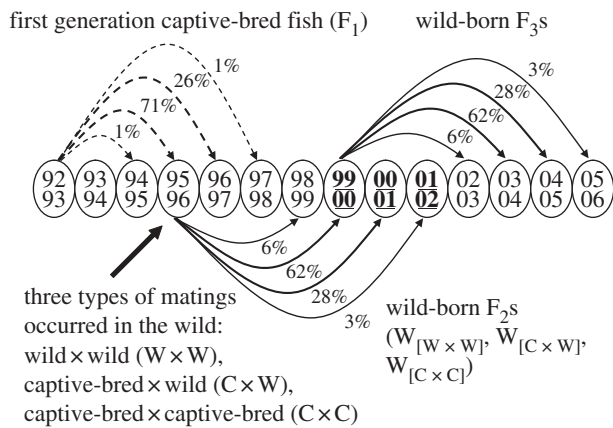 first generation captive-bred fish (F1)
wild-born F3s
1%
26%
71%
1%
3%
28%
62%
6%
92 93 94 95 96 97 98 99 00 01 02 03 04 05
93 94 95 96 97 98 99 00 01 02 03 04 05 06
6%
62%
28%
3%
three types of matings
occurred in the wild:
wild × wild (W × W),
captive-bred × wild (C × W),
captive-bred × captive-bred (C × C)
wild-born F2s
(W[W × W], W[C × W],
W[C × C])